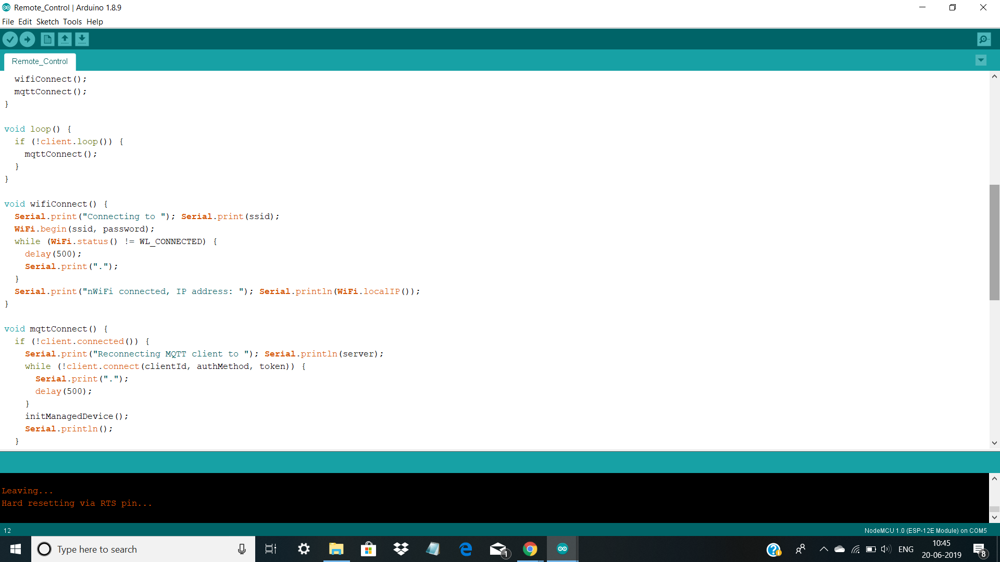 Remote_Control | Arduino 1.8.9
File Edit Sketch Tools Help
Remote_Control
  wifiConnect();
  mqttConnect();
}
void loop() {
  if (!client.loop()) {
    mqttConnect();
  }
}
void wifiConnect() {
  Serial.print("Connecting to "); Serial.print(ssid);
  WiFi.begin(ssid, password);
  while (WiFi.status() != WL_CONNECTED) {
    delay(500);
    Serial.print(".");
  }
  Serial.print("nWiFi connected, IP address: "); Serial.println(WiFi.localIP());
}
void mqttConnect() {
  if (!client.connected()) {
    Serial.print("Reconnecting MQTT client to "); Serial.println(server);
    while (!client.connect(clientId, authMethod, token)) {
      Serial.print(".");
      delay(500);
    }
    initManagedDevice();
    Serial.println();
  }
Leaving...
Hard resetting via RTS pin...
12
NodeMCU 1.0 (ESP-12E Module) on COM5
Type here to search
1
ENG
10:45
20-06-2019
8